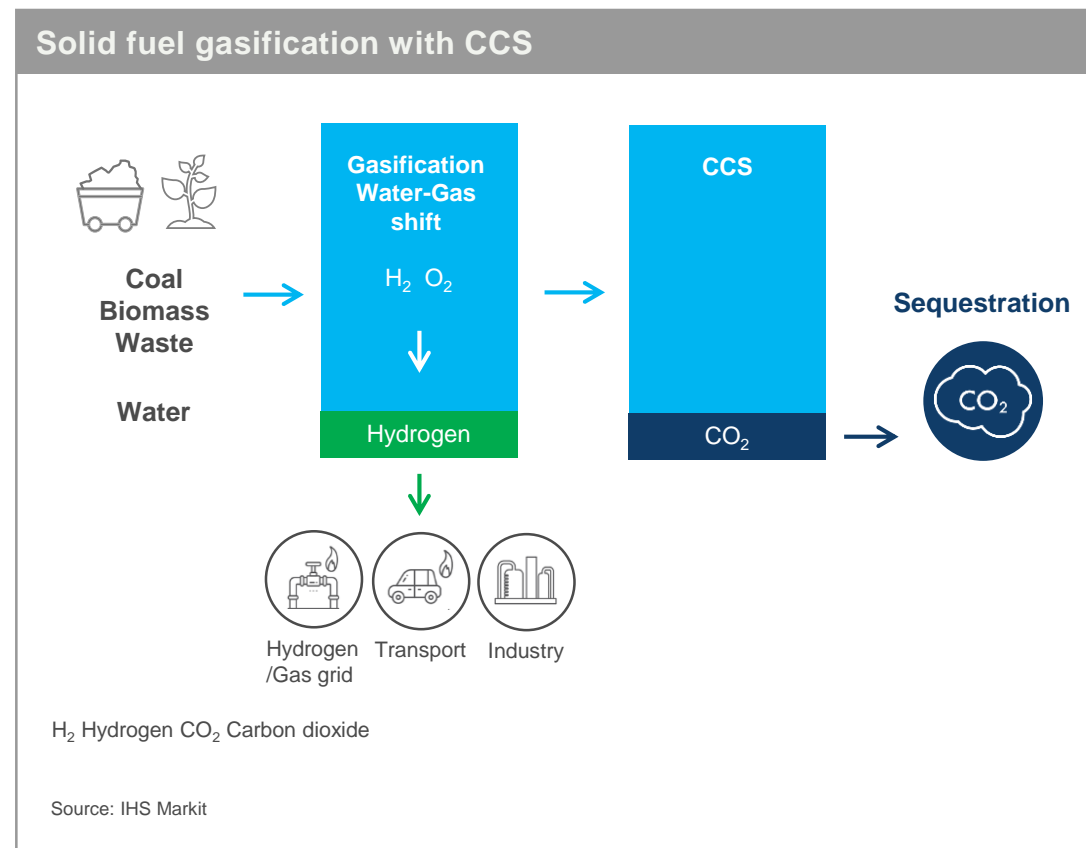 Solid fuel gasification with CCS
Gasification
Water-Gas
shift
H₂ O₂
Hydrogen
CCS
CO₂
Coal
Biomass
Waste
Water
Sequestration
CO₂
Hydrogen
/Gas grid
Transport
Industry
H₂ Hydrogen CO₂ Carbon dioxide
Source: IHS Markit